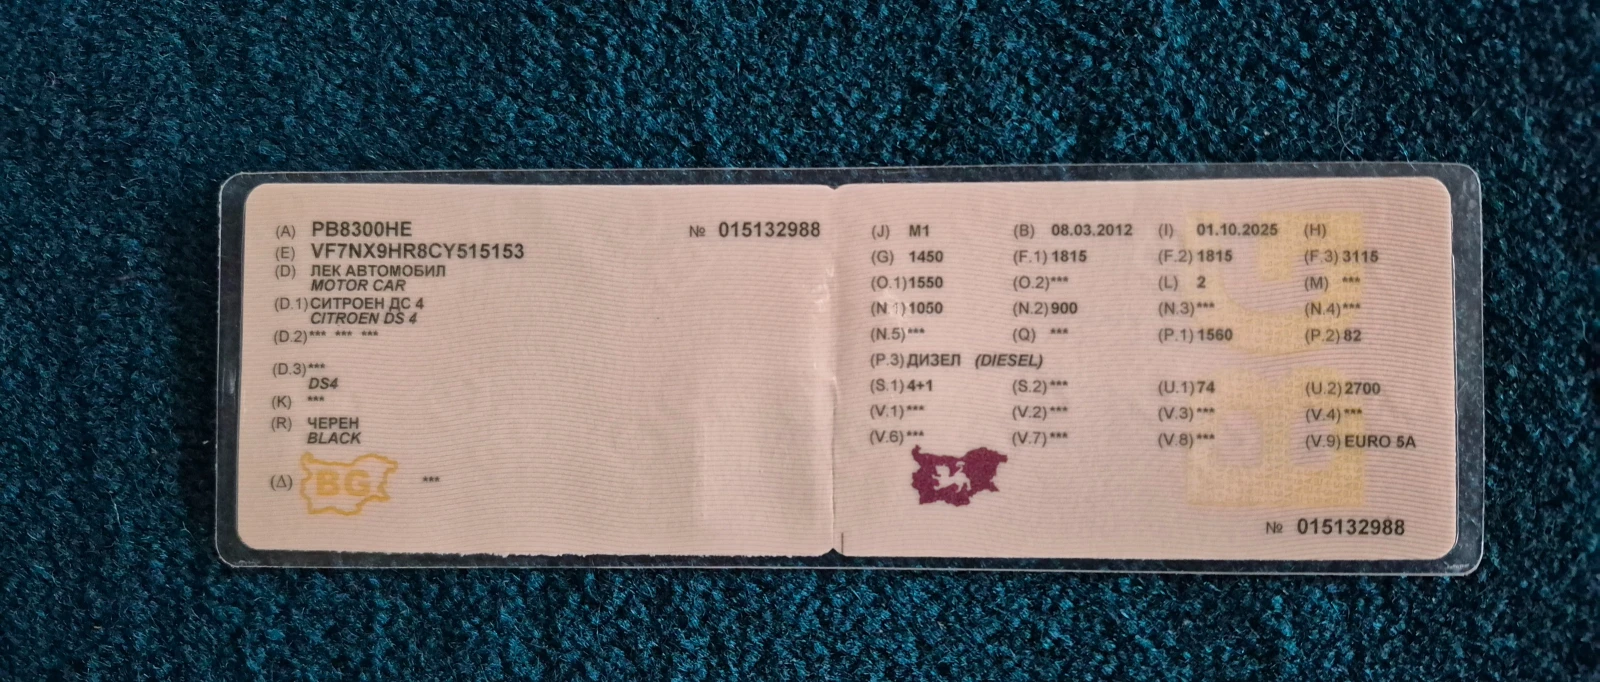 (A) PB8300HE № 015132988
(E) VF7NX9HR8CY515153
(D) ЛЕК АВТОМОБИЛ
MOTOR CAR
(D.1) СИТРОЕН ДС 4
CITROEN DS 4
(D.2) *** *** ***
(D.3) ***
DS4
(K) ***
(R) ЧЕРЕН
BLACK
(Δ) BG ***
(J) M1 (B) 08.03.2012 (I) 01.10.2025 (H)
(G) 1450 (F.1) 1815 (F.2) 1815 (F.3) 3115
(O.1) 1550 (O.2) *** (L) 2 (M) ***
(N.1) 1050 (N.2) 900 (N.3) *** (N.4) ***
(N.5) *** (Q) *** (P.1) 1560 (P.2) 82
(P.3) ДИЗЕЛ (DIESEL)
(S.1) 4+1 (S.2) *** (U.1) 74 (U.2) 2700
(V.1) *** (V.2) *** (V.3) *** (V.4) ***
(V.6) *** (V.7) *** (V.8) *** (V.9) EURO 5A
№ 015132988